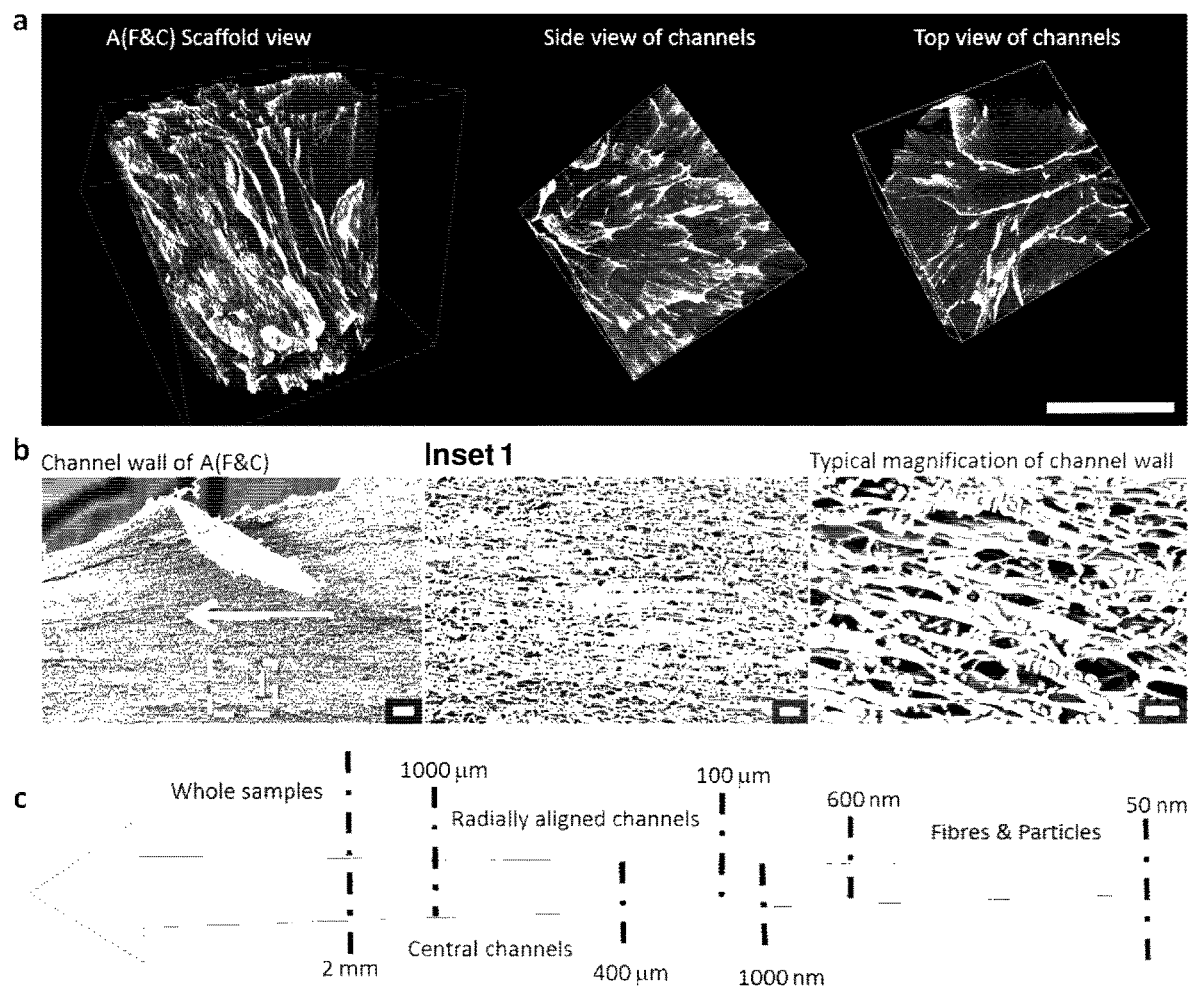 a
A(F&C) Scaffold view
Side view of channels
Top view of channels
b
Channel wall of A(F&C)
Inset 1
Typical magnification of channel wall
c
Whole samples
1000 µm
Radially aligned channels
100 µm
600 nm
Fibres & Particles
50 nm
Central channels
2 mm
400 µm
1000 nm